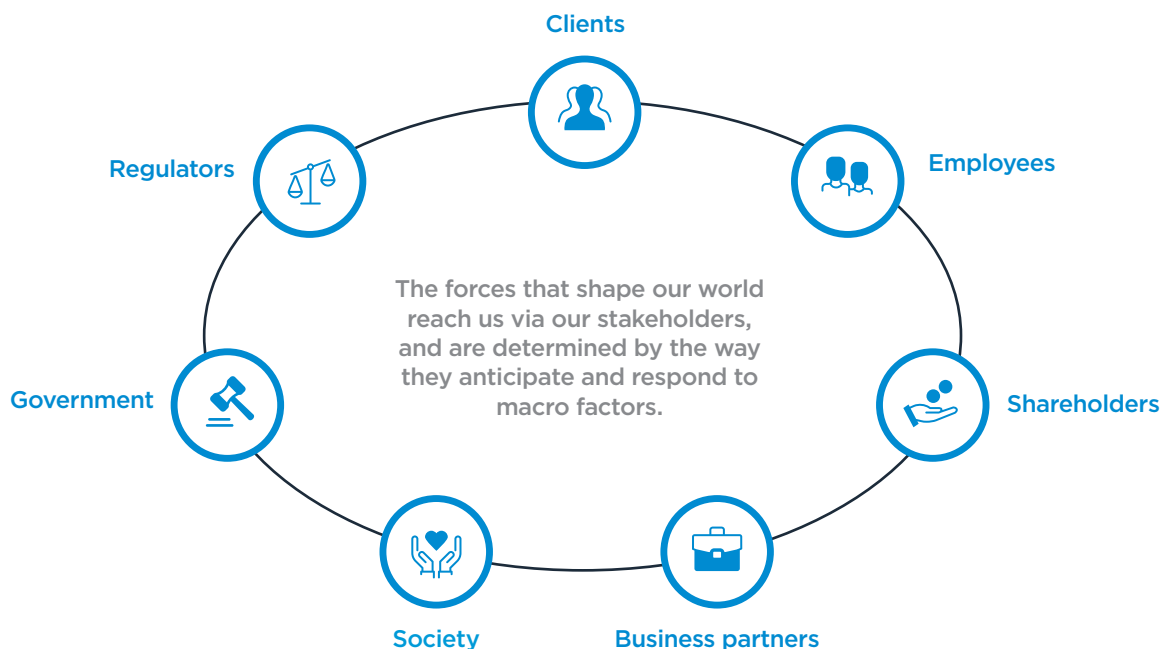 Clients
Regulators
Employees
The forces that shape our world
reach us via our stakeholders,
and are determined by the way
they anticipate and respond to
macro factors.
Government
Shareholders
Society
Business partners